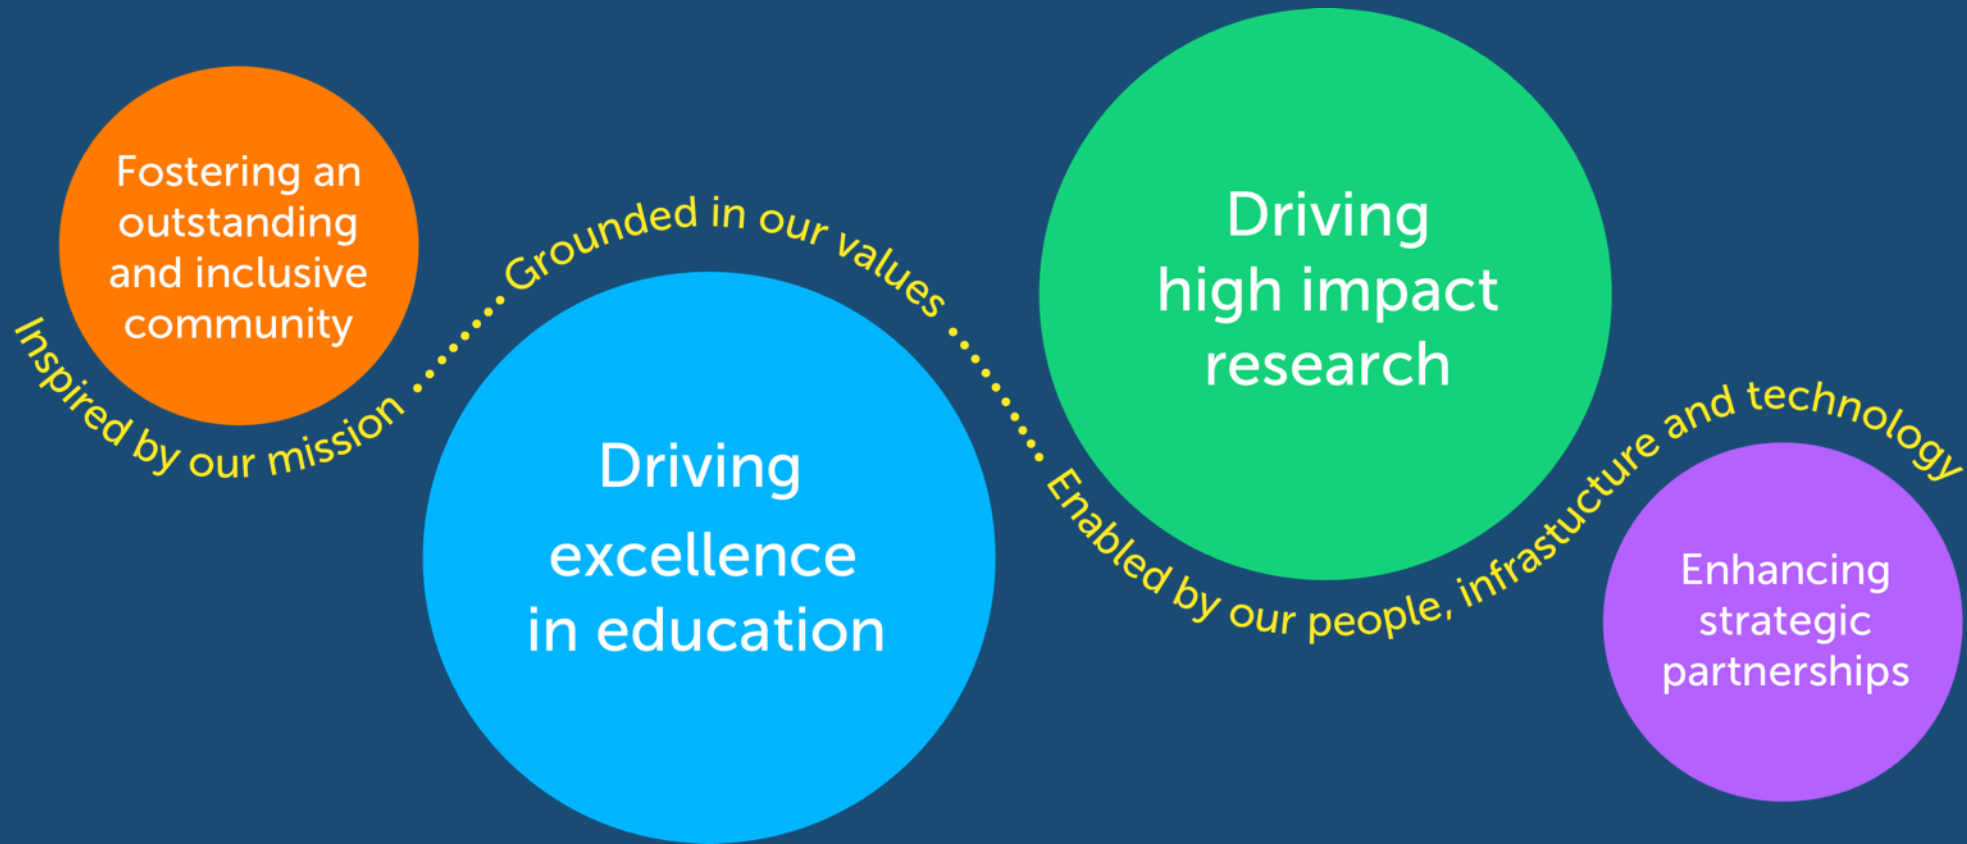 Fostering an
outstanding
and inclusive
community
Inspired by our mission ........ Grounded in our values ......... Enabled by our people, infrastucture and technology
Driving
excellence
in education
Driving
high impact
research
Enhancing
strategic
partnerships